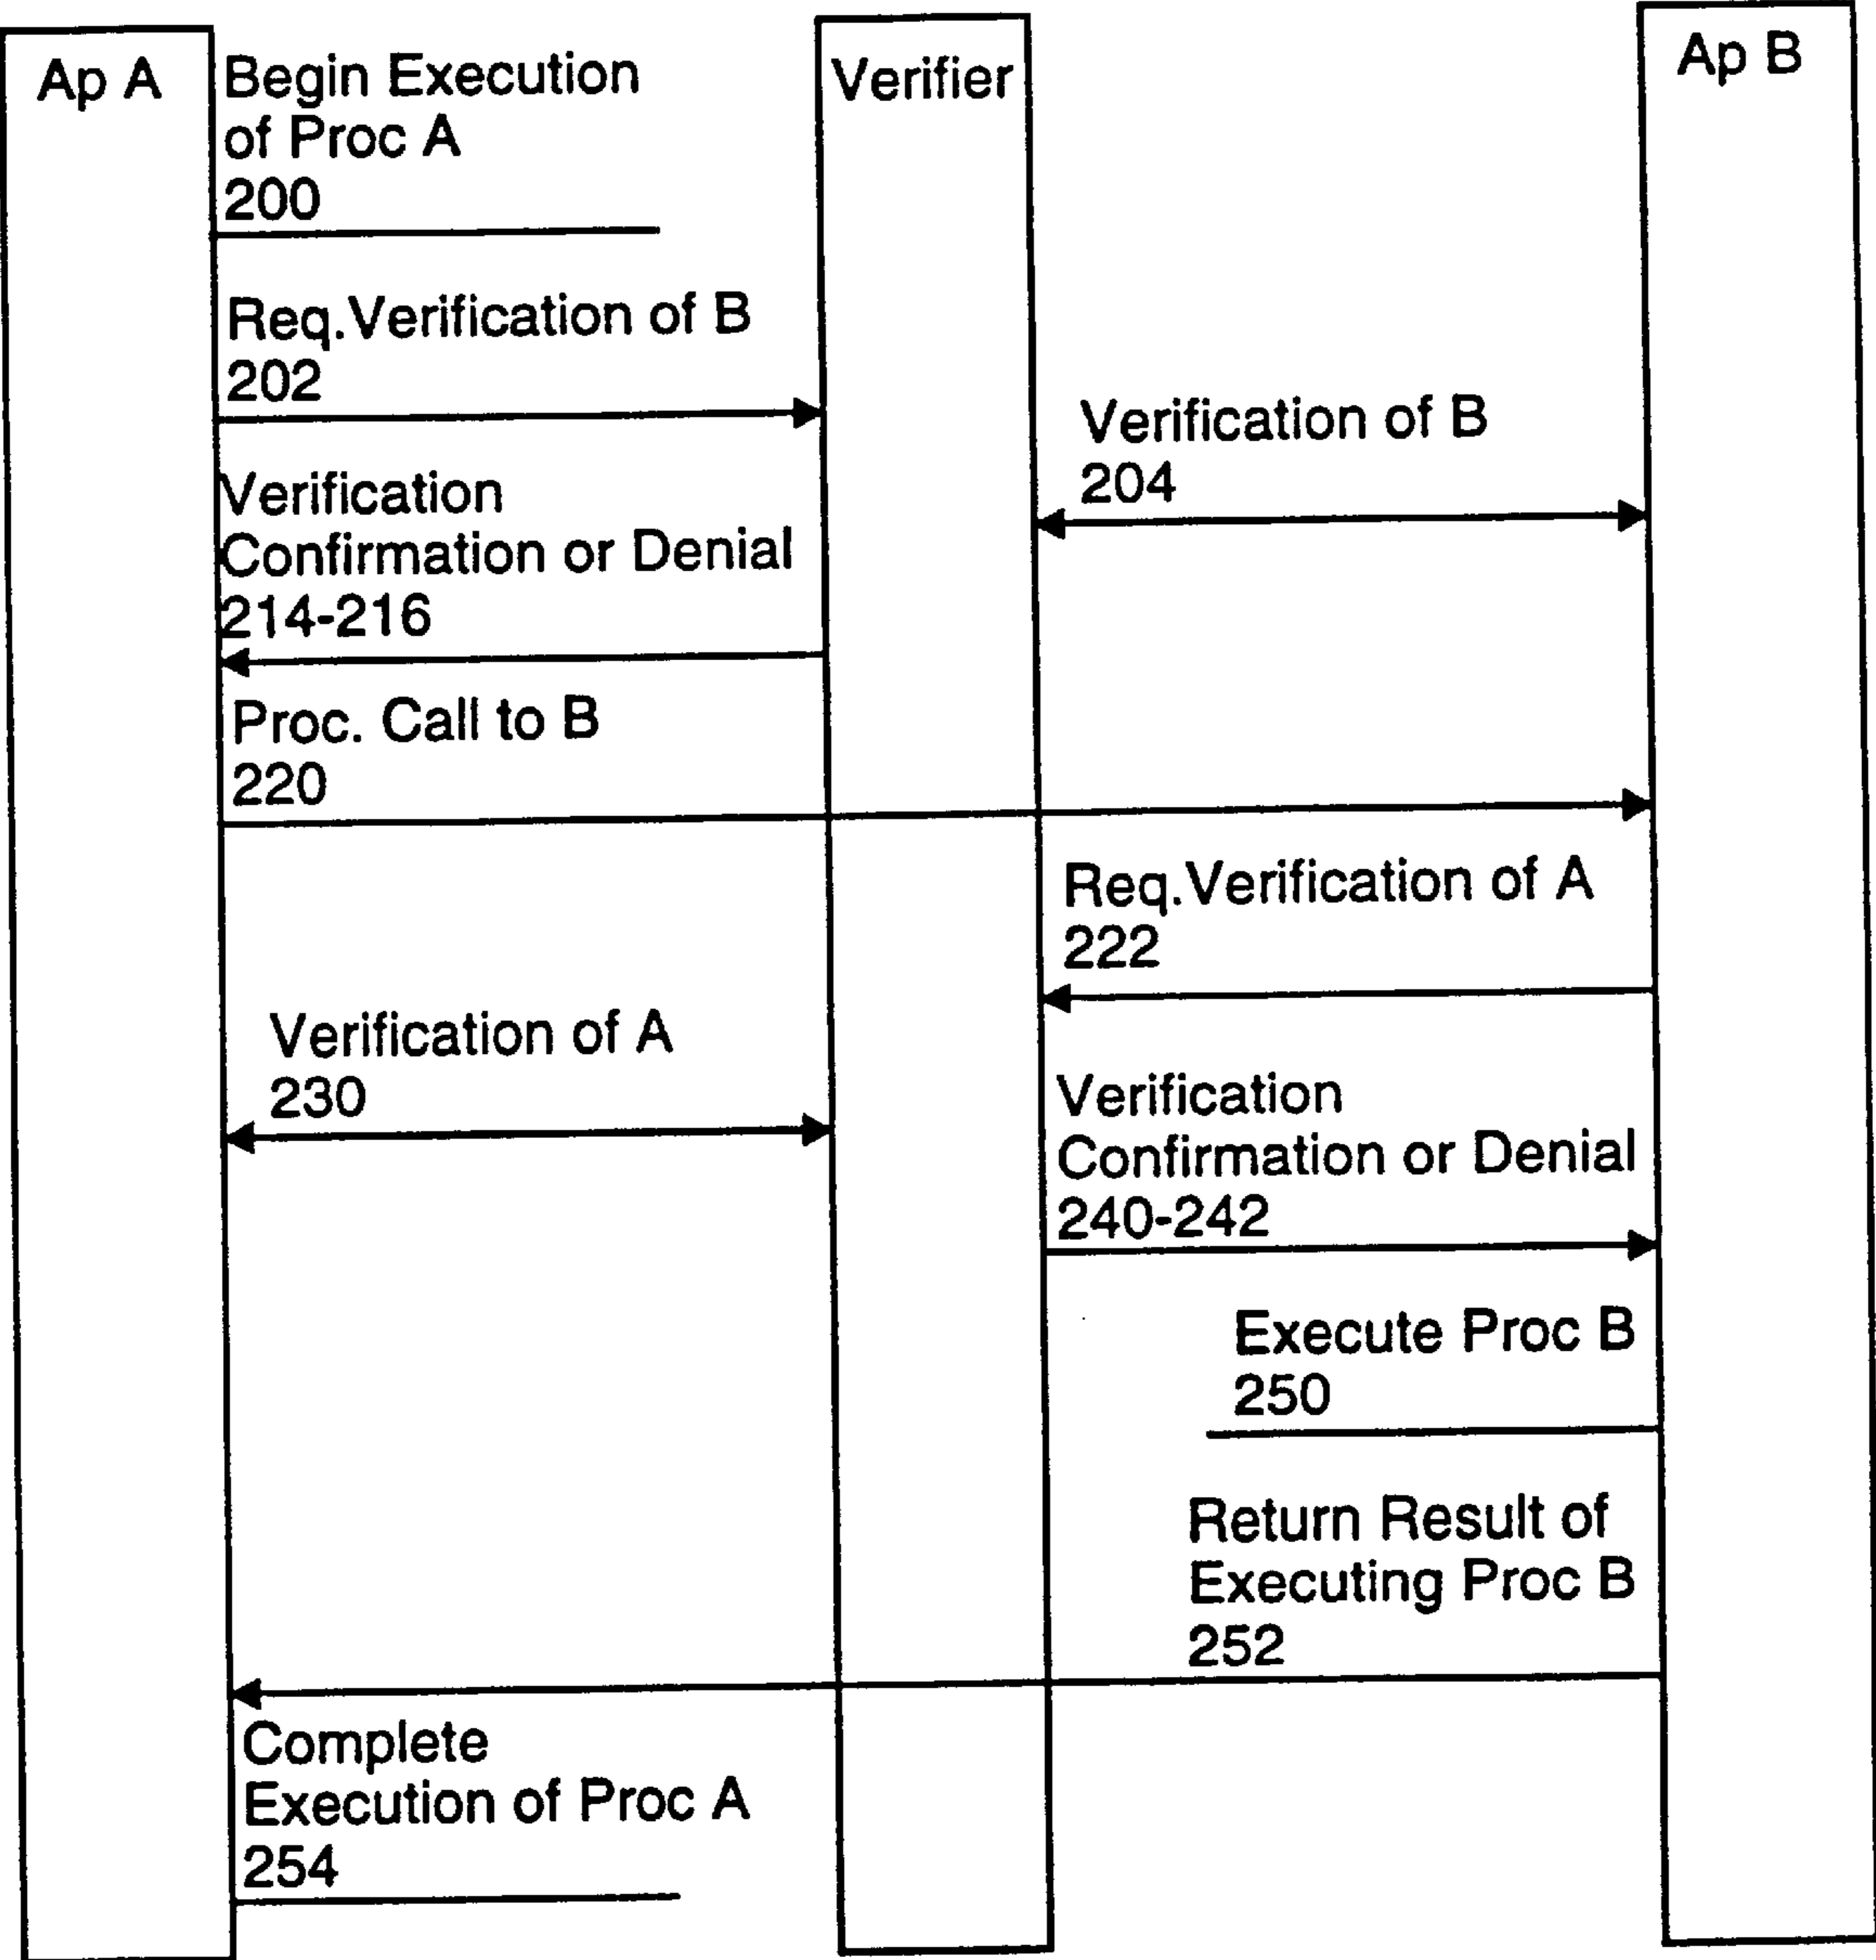 Ap A
Begin Execution
of Proc A
200
Verifier
Ap B
Req.Verification of B
202
Verification of B
204
Verification
Confirmation or Denial
214-216
Proc. Call to B
220
Req.Verification of A
222
Verification of A
230
Verification
Confirmation or Denial
240-242
Execute Proc B
250
Return Result of
Executing Proc B
252
Complete
Execution of Proc A
254